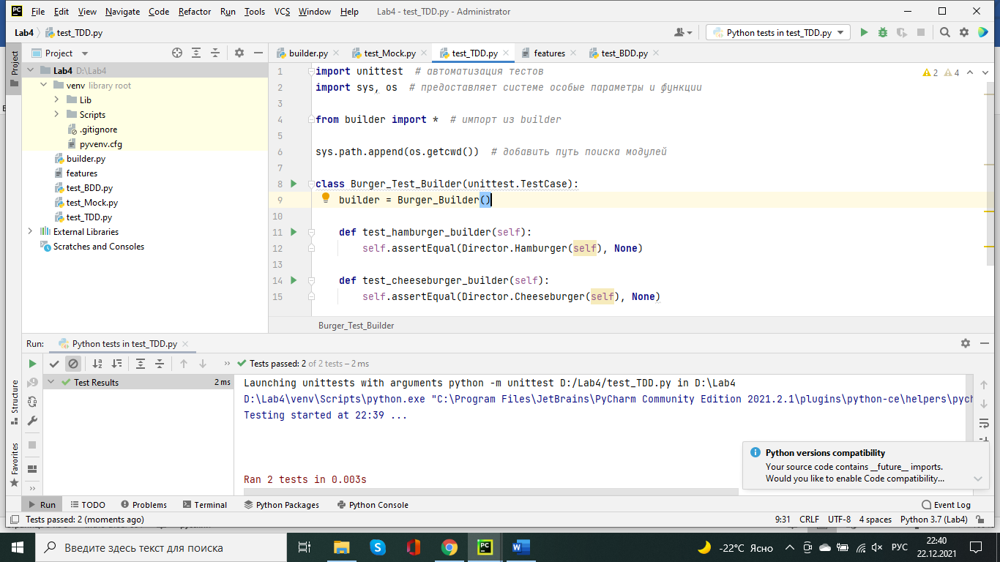 File Edit View Navigate Code Refactor Run Tools VCS Window Help Lab4 - test_TDD.py - Administrator
Lab4 test_TDD.py Python tests in test_TDD.py
Project
Project builder.py test_Mock.py test_TDD.py features test_BDD.py
Lab4 D:\Lab4
venv library root
Lib
Scripts
.gitignore
pyvenv.cfg
builder.py
features
test_BDD.py
test_Mock.py
test_TDD.py
External Libraries
Scratches and Consoles
2 4
1 import unittest # автоматизация тестов
2 import sys, os # предоставляет системе особые параметры и функции
3
4 from builder import * # импорт из builder
5
6 sys.path.append(os.getcwd()) # добавить путь поиска модулей
7
8 class Burger_Test_Builder(unittest.TestCase):
9 builder = Burger_Builder()
10
11 def test_hamburger_builder(self):
12 self.assertEqual(Director.Hamburger(self), None)
13
14 def test_cheeseburger_builder(self):
15 self.assertEqual(Director.Cheeseburger(self), None)
Burger_Test_Builder
Run: Python tests in test_TDD.py
Tests passed: 2 of 2 tests – 2 ms
Test Results 2 ms
Launching unittests with arguments python -m unittest D:/Lab4/test_TDD.py in D:\Lab4
D:\Lab4\venv\Scripts\python.exe "C:\Program Files\JetBrains\PyCharm Community Edition 2021.2.1\plugins\python-ce\helpers\pych
Testing started at 22:39 ...
Ran 2 tests in 0.003s
Structure
Favorites
Python versions compatibility
Your source code contains __future__ imports.
Would you like to enable Code compatibility...
Run TODO Problems Terminal Python Packages Python Console Event Log
Tests passed: 2 (moments ago) 9:31 CRLF UTF-8 4 spaces Python 3.7 (Lab4)
Введите здесь текст для поиска
-22°C Ясно РУС 22:40
22.12.2021